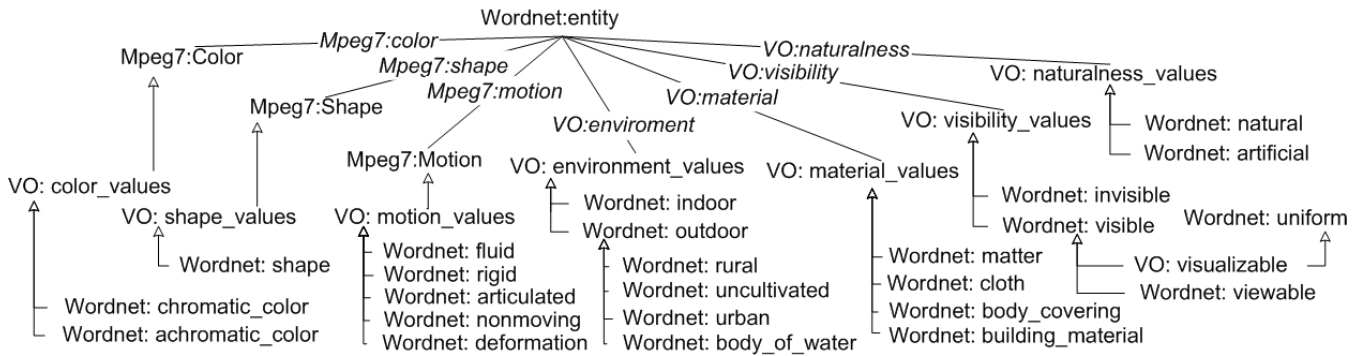 Wordnet:entity
Mpeg7:color
VO:naturalness
Mpeg7:Color
Mpeg7:shape
VO:visibility
VO: naturalness_values
Mpeg7:motion
VO:material
Mpeg7:Shape
VO:enviroment
VO: visibility_values
Wordnet: natural
Wordnet: artificial
Mpeg7:Motion
VO: environment_values
VO: material_values
VO: color_values
Wordnet: invisible
Wordnet: indoor
VO: shape_values
VO: motion_values
Wordnet: visible
Wordnet: uniform
Wordnet: outdoor
Wordnet: shape
Wordnet: fluid
Wordnet: rigid
Wordnet: articulated
Wordnet: nonmoving
Wordnet: deformation
Wordnet: rural
Wordnet: uncultivated
Wordnet: urban
Wordnet: body_of_water
Wordnet: matter
Wordnet: cloth
Wordnet: body_covering
Wordnet: building_material
VO: visualizable
Wordnet: viewable
Wordnet: chromatic_color
Wordnet: achromatic_color